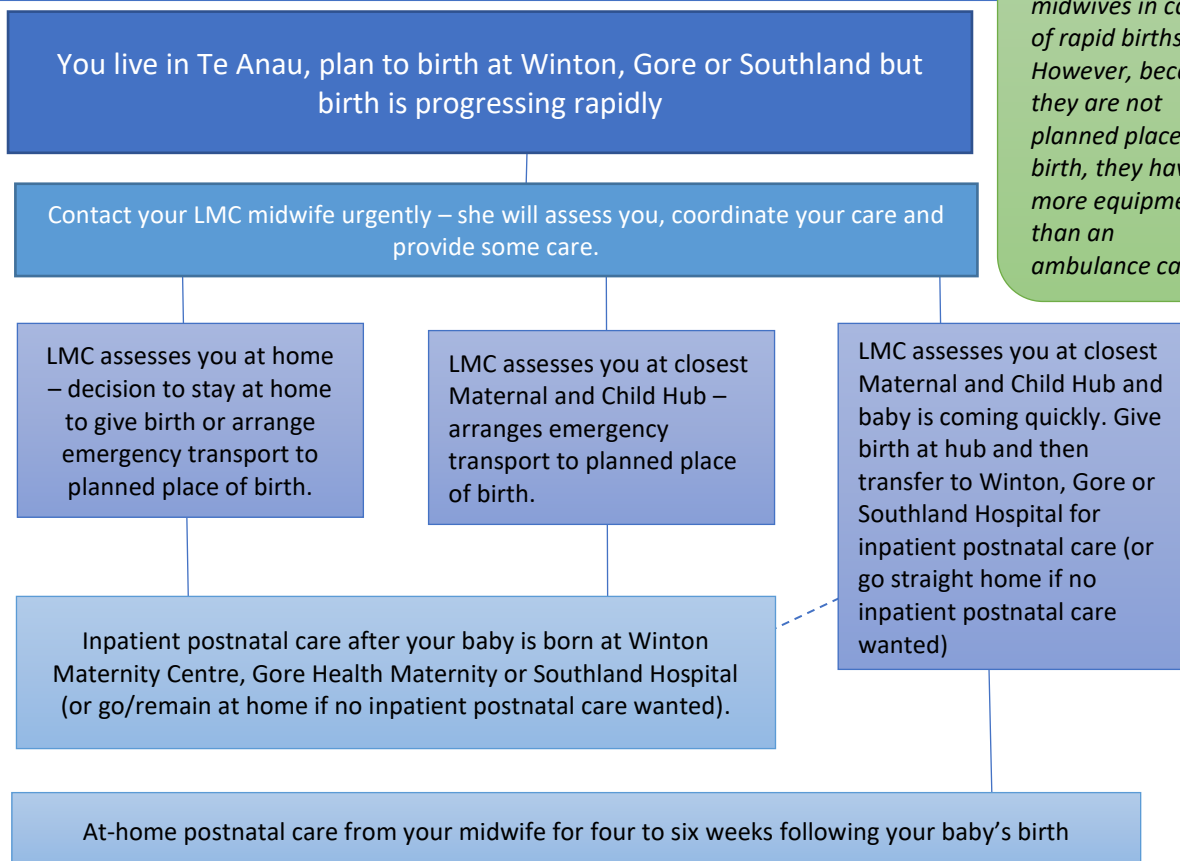 You live in Te Anau, plan to birth at Winton, Gore or Southland but
birth is progressing rapidly
midwives in
of rapid births
However,
they are not
planned place
birth, they
more
than an
ambulance
Contact your LMC midwife urgently – she will assess you, coordinate your care and
provide some care.
LMC assesses you at home
– decision to stay at home
to give birth or arrange
emergency transport to
planned place of birth.
LMC assesses you at closest
Maternal and Child Hub –
arranges emergency
transport to planned place
of birth.
LMC assesses you at closest
Maternal and Child Hub and
baby is coming quickly. Give
birth at hub and then
transfer to Winton, Gore or
Southland Hospital for
inpatient postnatal care (or
go straight home if no
inpatient postnatal care
wanted)
Inpatient postnatal care after your baby is born at Winton
Maternity Centre, Gore Health Maternity or Southland Hospital
(or go/remain at home if no inpatient postnatal care wanted).
At-home postnatal care from your midwife for four to six weeks following your baby’s birth